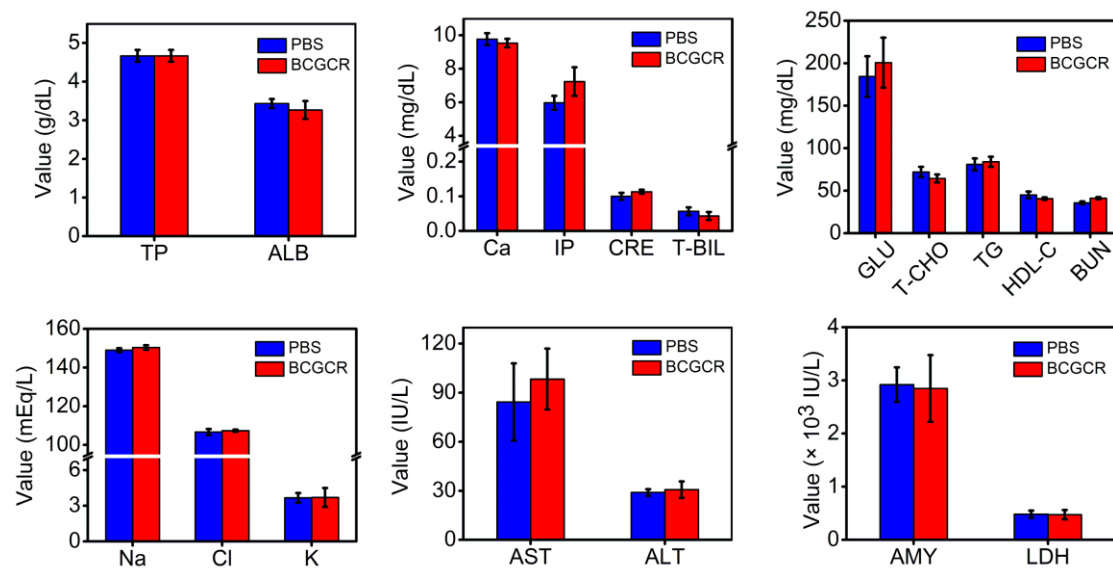 Value (g/dL)
5
4
3
2
1
0
PBS
BCGCR
TP ALB
Value (mg/dL)
10
8
6
4
0.2
0.1
0.0
PBS
BCGCR
Ca IP CRE T-BIL
Value (mg/dL)
250
200
150
100
50
0
PBS
BCGCR
GLU T-CHO TG HDL-C BUN
Value (mEq/L)
160
140
120
100
6
3
0
PBS
BCGCR
Na Cl K
Value (IU/L)
120
90
60
30
0
PBS
BCGCR
AST ALT
Value (× 10³ IU/L)
4
3
2
1
0
PBS
BCGCR
AMY LDH